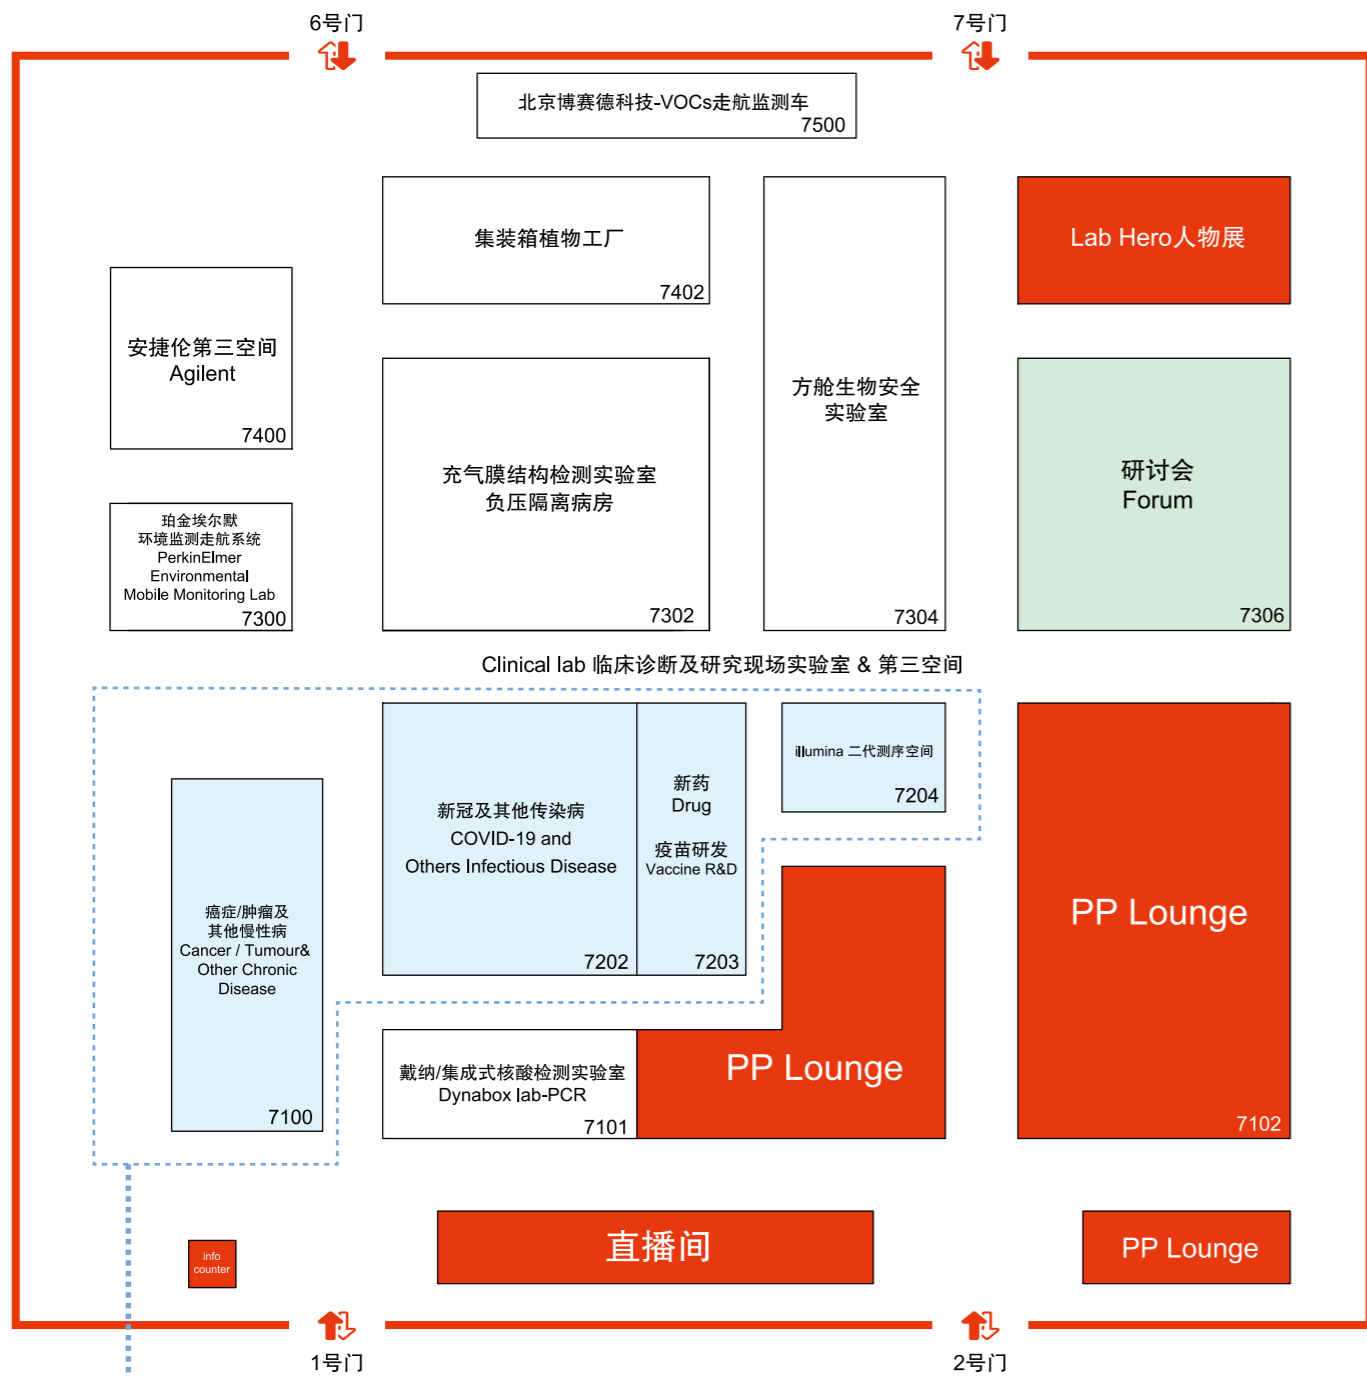 6号门
7号门
北京博赛德科技-VOCs走航监测车
7500
集装箱植物工厂
7402
Lab Hero人物展
安捷伦第三空间
Agilent
7400
方舱生物安全
实验室
7304
充气膜结构检测实验室
负压隔离病房
7302
研讨会
Forum
7306
珀金埃尔默
环境监测走航系统
PerkinElmer
Environmental
Mobile Monitoring Lab
7300
Clinical lab 临床诊断及研究现场实验室 & 第三空间
新冠及其他传染病
COVID-19 and
Others Infectious Disease
7202
新药
Drug
疫苗研发
Vaccine R&D
7203
illumina 二代测序空间
7204
癌症/肿瘤及
其他慢性病
Cancer / Tumour&
Other Chronic
Disease
7100
PP Lounge
7102
戴纳/集成式核酸检测实验室
Dynabox lab-PCR
7101
PP Lounge
info
counter
直播间
PP Lounge
1号门
2号门